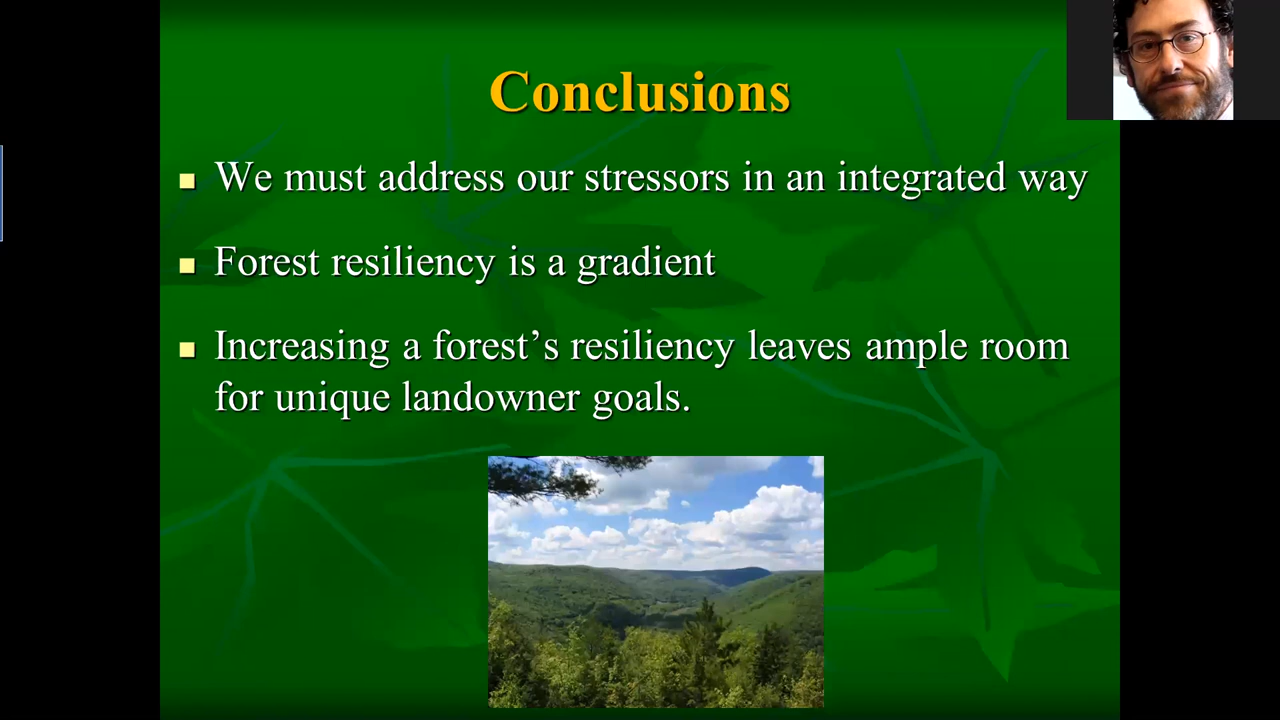 Conclusions
We must address our stressors in an integrated way
Forest resiliency is a gradient
Increasing a forest’s resiliency leaves ample room
for unique landowner goals.